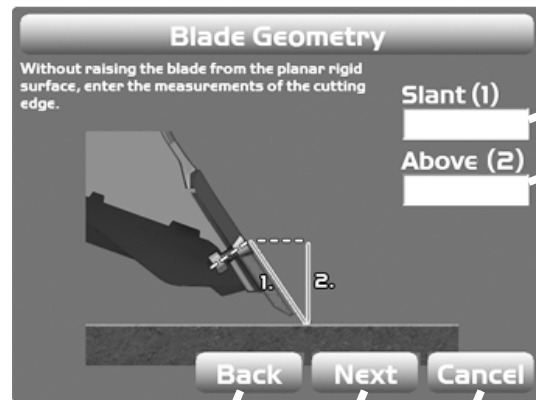 Blade Geometry
Without raising the blade from the planar rigid
surface, enter the measurements of the cutting
edge.
Slant (1)
Above (2)
1.
2.
Back
Next
Cancel